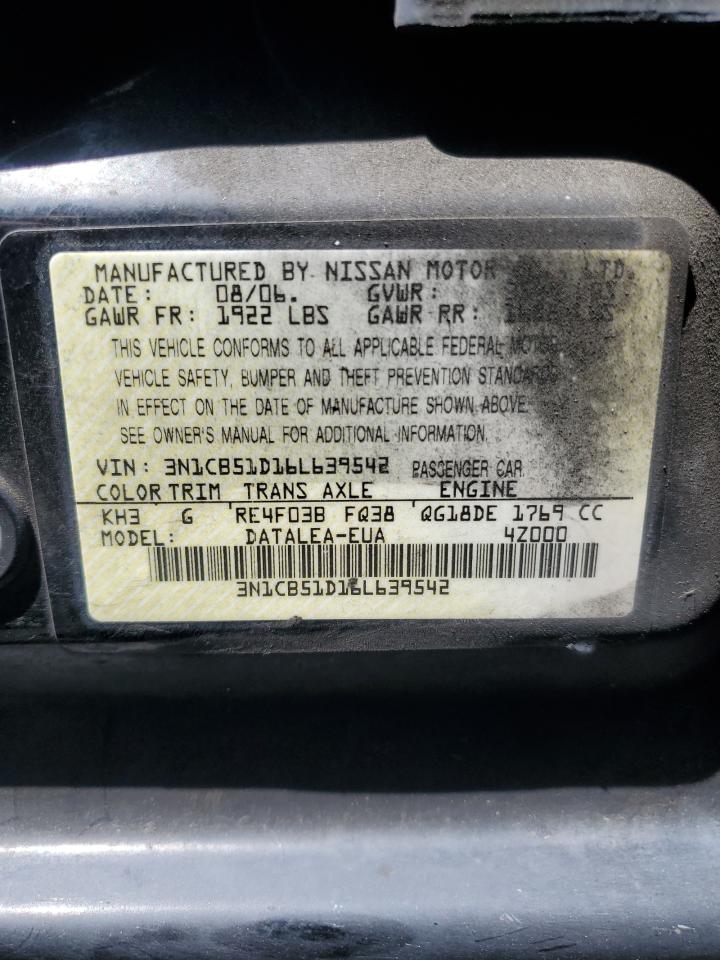 MANUFACTURED BY NISSAN MOTOR LTD.
DATE: 08/06. GVWR:
GAWR FR: 1922 LBS GAWR RR:
THIS VEHICLE CONFORMS TO ALL APPLICABLE FEDERAL MOTOR
VEHICLE SAFETY, BUMPER AND THEFT PREVENTION STANDARDS
IN EFFECT ON THE DATE OF MANUFACTURE SHOWN ABOVE.
SEE OWNER'S MANUAL FOR ADDITIONAL INFORMATION.
VIN: 3N1CB51D16L639542 PASSENGER CAR
COLOR TRIM TRANS AXLE ENGINE
KH3 G RE4F03B FQ38 QG18DE 1769 CC
MODEL: DATALEA-EUA 4Z000
3N1CB51D16L639542